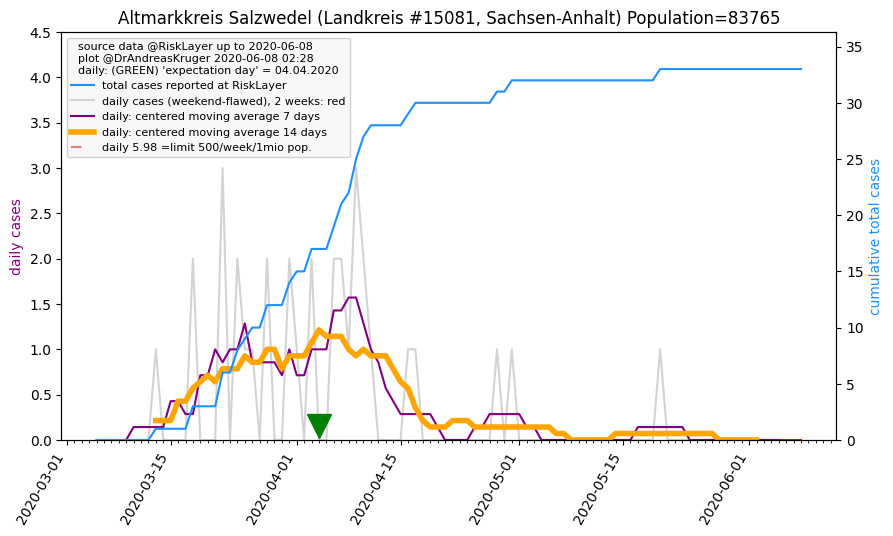 Altmarkkreis Salzwedel (Landkreis #15081, Sachsen-Anhalt) Population=83765
source data @RiskLayer up to 2020-06-08
plot @DrAndreasKruger 2020-06-08 02:28
daily: (GREEN) 'expectation day' = 04.04.2020
total cases reported at RiskLayer
daily cases (weekend-flawed), 2 weeks: red
daily: centered moving average 7 days
daily: centered moving average 14 days
daily 5.98 =limit 500/week/1mio pop.
daily cases
4.5
4.0
3.5
3.0
2.5
2.0
1.5
1.0
0.5
0.0
cumulative total cases
35
30
25
20
15
10
5
0
2020-03-01
2020-03-15
2020-04-01
2020-04-15
2020-05-01
2020-05-15
2020-06-01